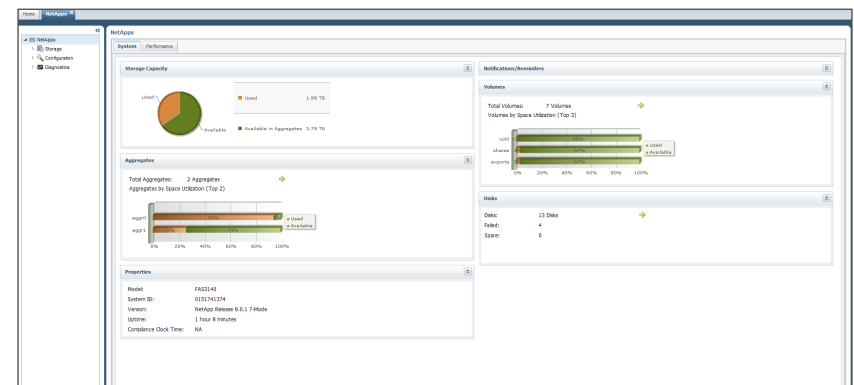 Home NetAppx
NetAppx
Storage
Configuration
Diagnostics
NetAppx
System Performance
Storage Capacity
Used
Available
Used 1.99 TB
Available in Aggregates 3.79 TB
Aggregates
Total Aggregates: 2 Aggregates
Aggregates by Space Utilization (Top 2)
aggr0
aggr1
74%
Used
Available
0% 20% 40% 60% 80% 100%
Properties
Model: FAS3140
System ID: 0151741374
Version: NetApp Release 8.0.1 7-Mode
Uptime: 1 hour 8 minutes
Compliance Clock Time: NA
Notifications/Reminders
Volumes
Total Volumes: 7 Volumes
Volumes by Space Utilization (Top 3)
vol0
shares 97%
exports 97%
Used
Available
0% 20% 40% 60% 80% 100%
Disks
Disks: 13 Disks
Failed: 4
Spare: 0